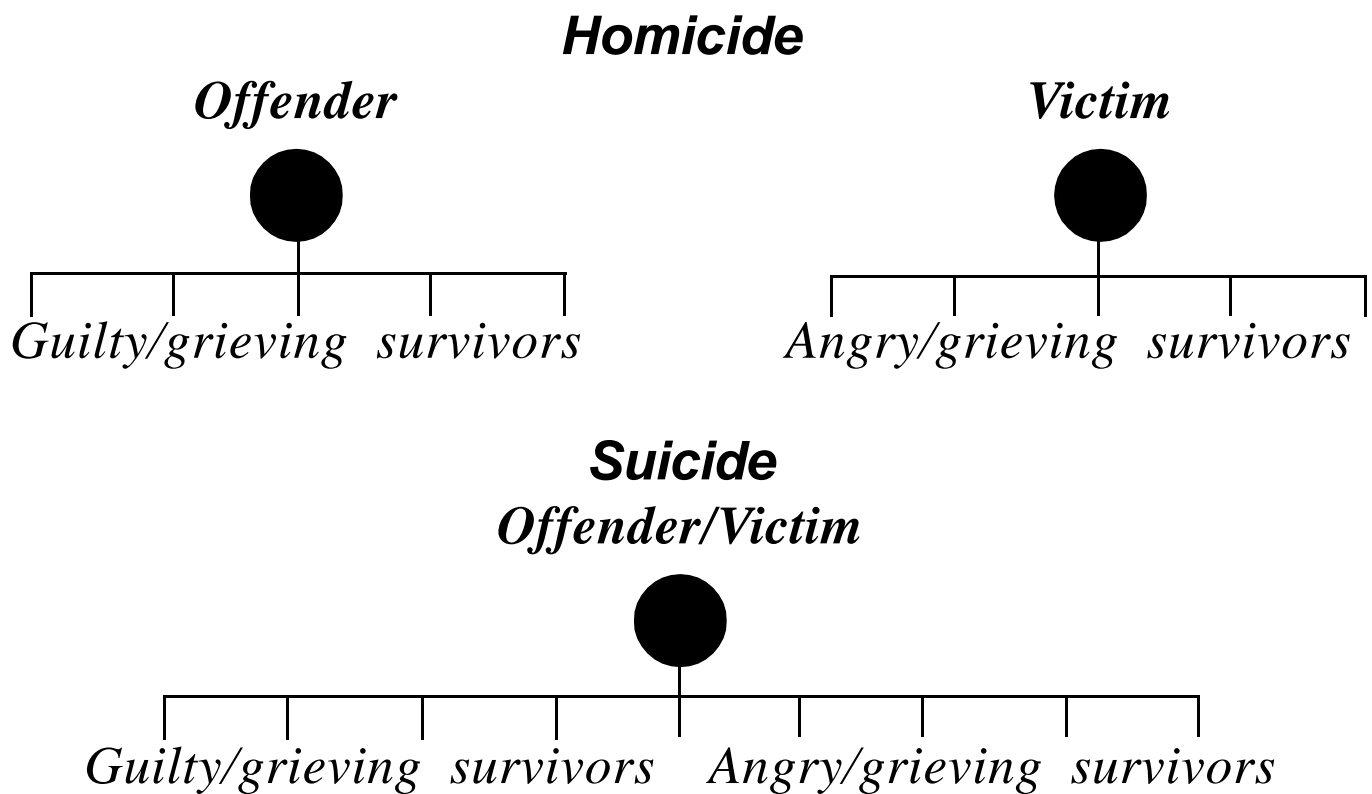 Homicide
Offender Victim
Guilty/grieving survivors Angry/grieving survivors
Suicide
Offender/Victim
Guilty/grieving survivors Angry/grieving survivors